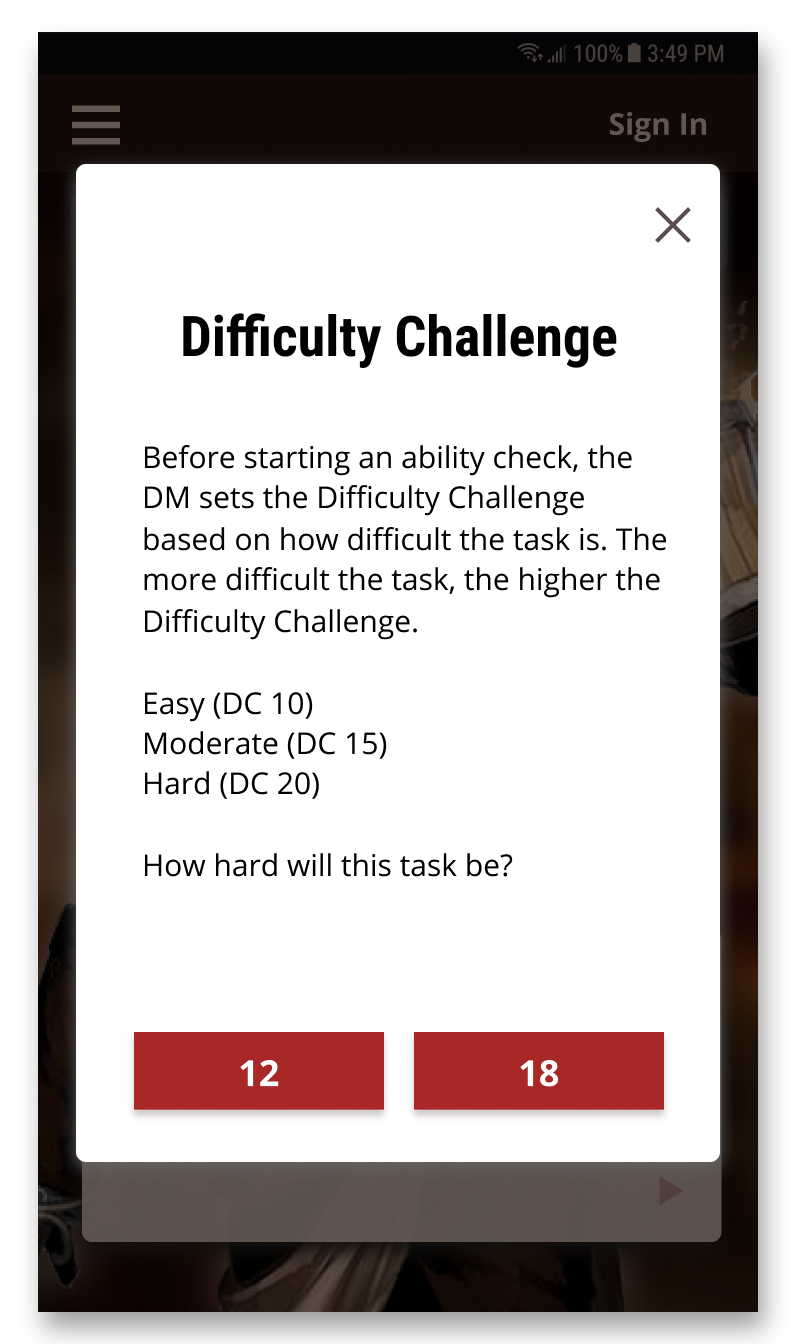 100% 3:49 PM
Sign In
Difficulty Challenge
Before starting an ability check, the
DM sets the Difficulty Challenge
based on how difficult the task is. The
more difficult the task, the higher the
Difficulty Challenge.
Easy (DC 10)
Moderate (DC 15)
Hard (DC 20)
How hard will this task be?
12 18